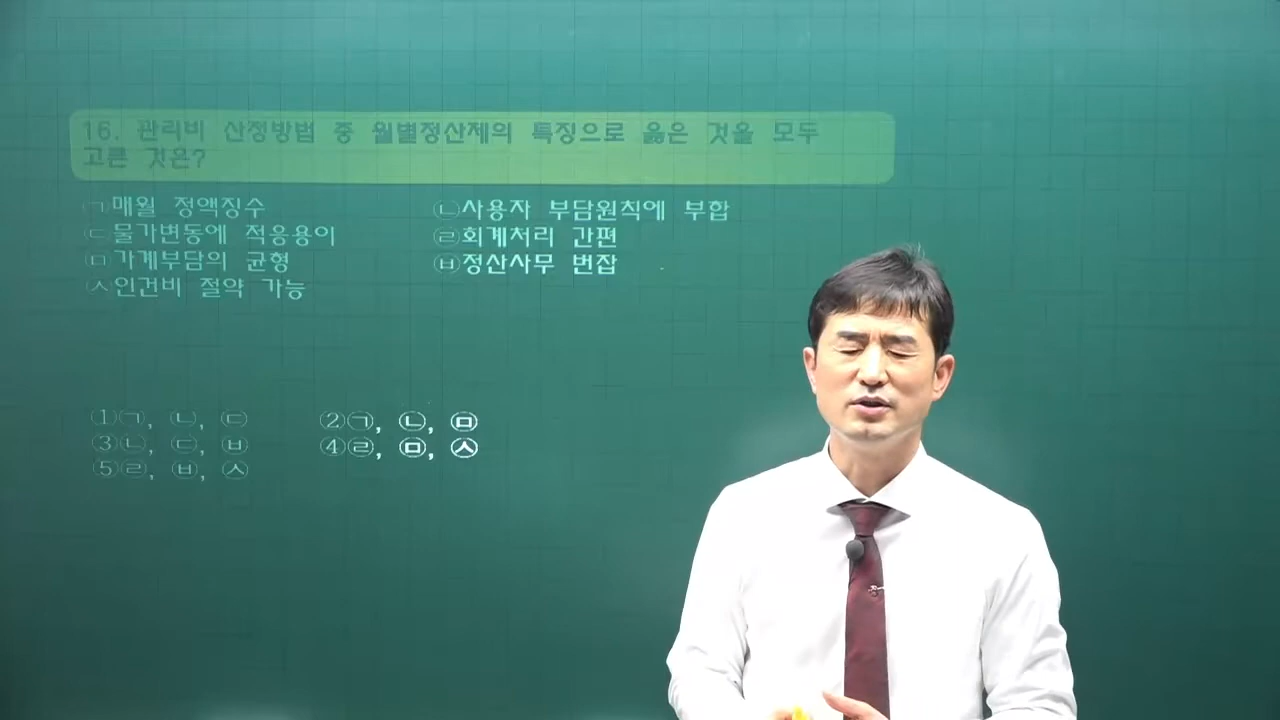 16. 관리비 산정방법 중 월별정산제의 특징으로 옳은 것을 모두
고른 것은?
㉠매월 정액징수 ㉡사용자 부담원칙에 부합
㉢물가변동에 적응용이 ㉣회계처리 간편
㉤가계부담의 균형 ㉥정산사무 번잡
㉦인건비 절약 가능
①㉠, ㉡, ㉢ ②㉠, ㉡, ㉤
③㉡, ㉢, ㉥ ④㉣, ㉤, ㉦
⑤㉣, ㉥, ㉦